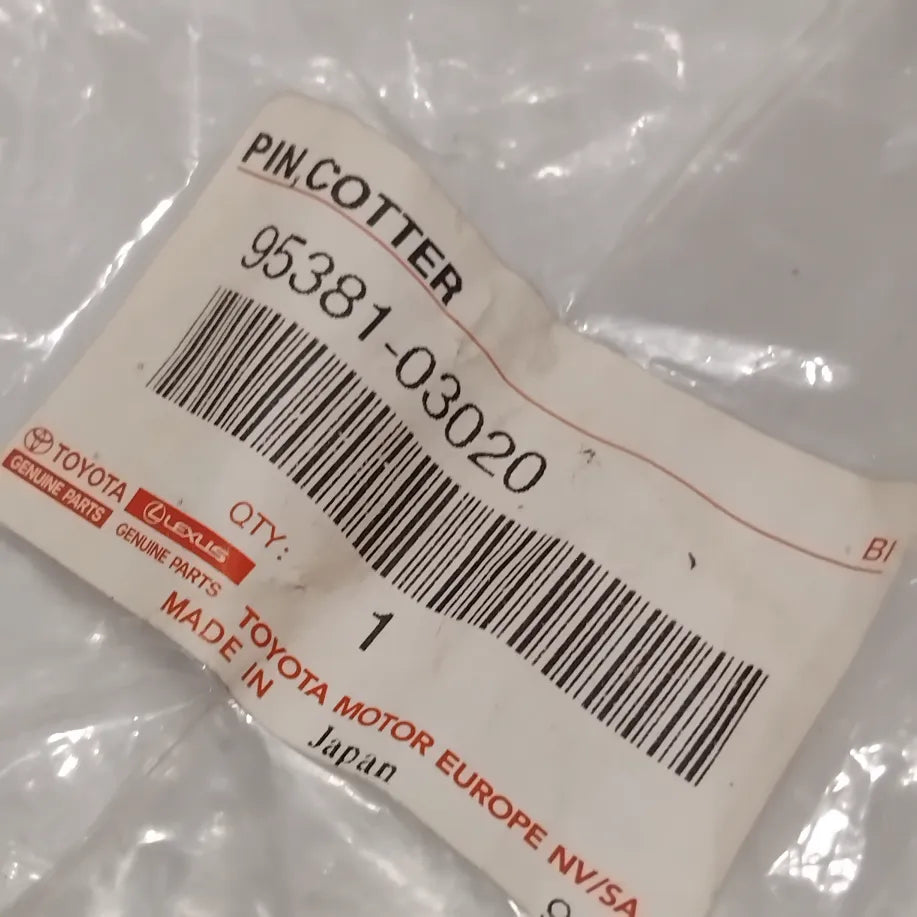 PIN,COTTER
95381-03020
BI
TOYOTA
GENUINE PARTS
LEXUS
GENUINE PARTS
QTY:
1
TOYOTA MOTOR EUROPE NV/SA
MADE IN
Japan